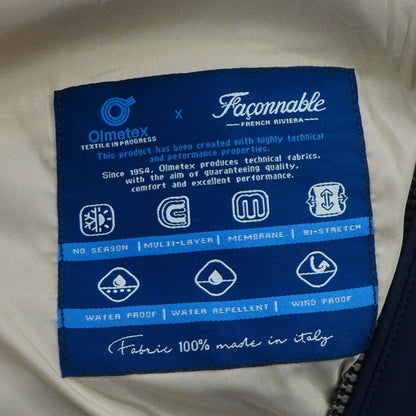 Olmetex
TEXTILE IN PROGRESS
x
Façonnable
FRENCH RIVIERA
This product has been created with highly technical
and peformance properties.
Since 1954, Olmetex produces technical fabrics,
with the aim of guaranteeing quality,
comfort and excellent performance.
NO SEASON | MULTI-LAYER | MEMBRANE | BI-STRETCH
WATER PROOF | WATER REPELLENT | WIND PROOF
Fabric 100% made in italy